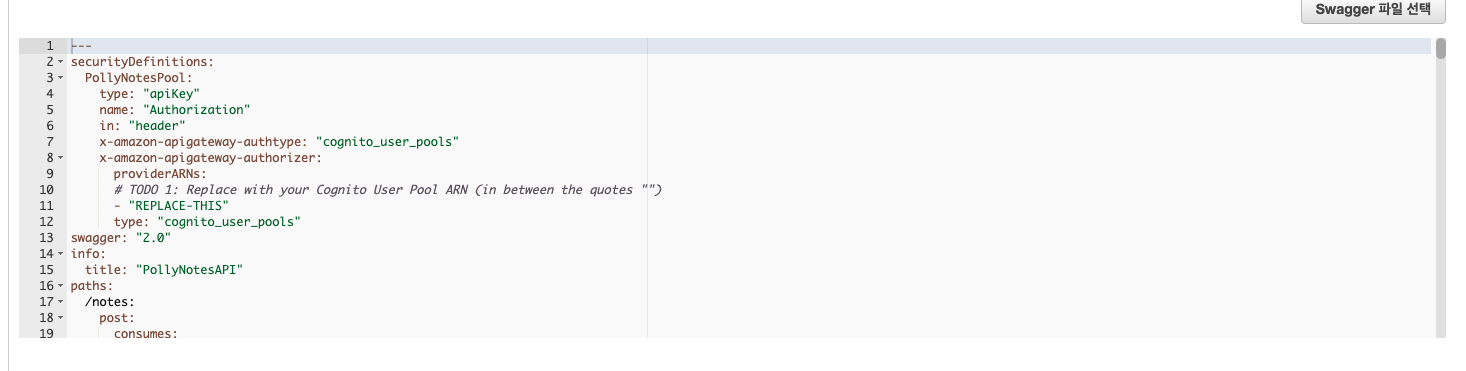 Swagger 파일 선택
1 ---
2 securityDefinitions:
3 PollyNotesPool:
4 type: "apiKey"
5 name: "Authorization"
6 in: "header"
7 x-amazon-apigateway-authtype: "cognito_user_pools"
8 x-amazon-apigateway-authorizer:
9 providerARNs:
10 # TODO 1: Replace with your Cognito User Pool ARN (in between the quotes "")
11 - "REPLACE-THIS"
12 type: "cognito_user_pools"
13 swagger: "2.0"
14 info:
15 title: "PollyNotesAPI"
16 paths:
17 /notes:
18 post:
19 consumes: